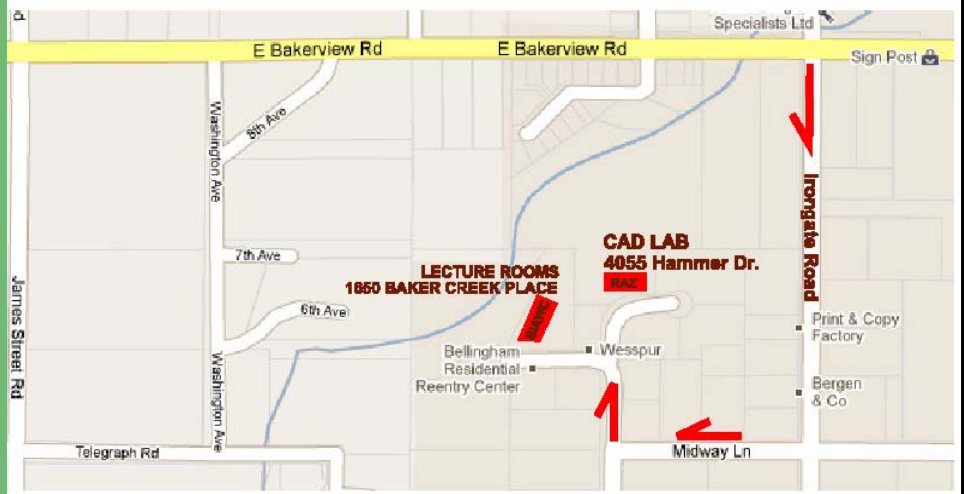 Specialists Ltd
E Bakerview Rd
E Bakerview Rd
Sign Post
Washington Ave
8th Ave
Irongate Road
7th Ave
CAD LAB
4055 Hammer Dr.
LECTURE ROOMS
1650 BAKER CREEK PLACE
RAZ
James Street Rd
6th Ave
Print & Copy
Factory
Bellingham
Residential
Reentry Center
Wesspur
Washington Ave
Bergen
& Co
Telegraph Rd
Midway Ln